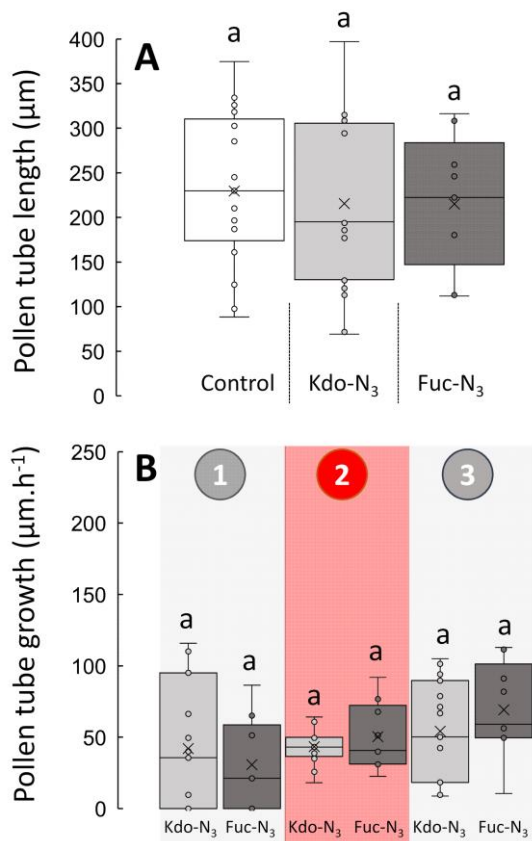 A
Pollen tube length (µm)
400
350
300
250
200
150
100
50
0
a
a
a
Control
Kdo-N₃
Fuc-N₃
B
Pollen tube growth (µm.h⁻¹)
250
200
150
100
50
0
1
2
3
a
a
a
a
a
a
Kdo-N₃ Fuc-N₃ Kdo-N₃ Fuc-N₃ Kdo-N₃ Fuc-N₃